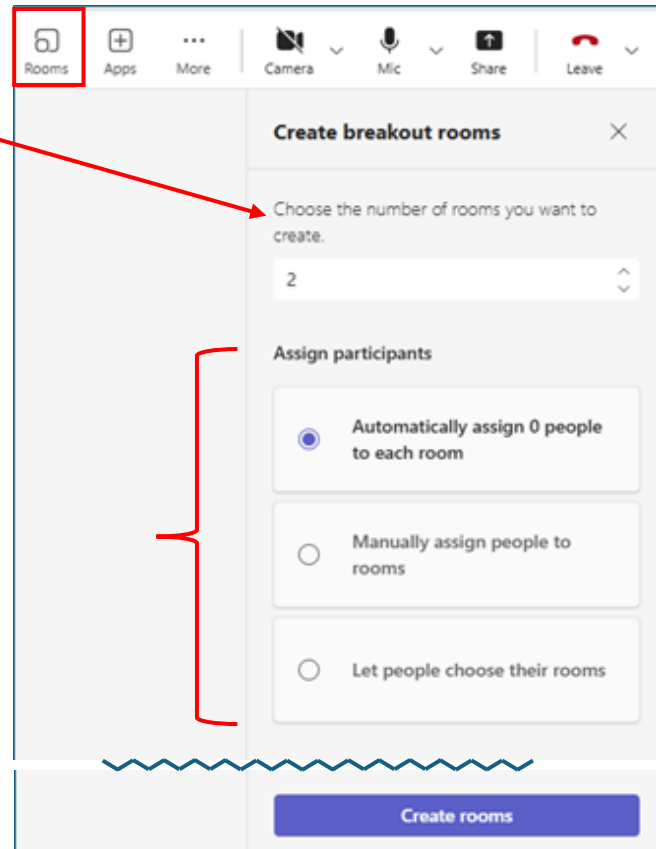 Rooms Apps More Camera Mic Share Leave
Create breakout rooms
Choose the number of rooms you want to
create.
2
Assign participants
Automatically assign 0 people
to each room
Manually assign people to
rooms
Let people choose their rooms
Create rooms